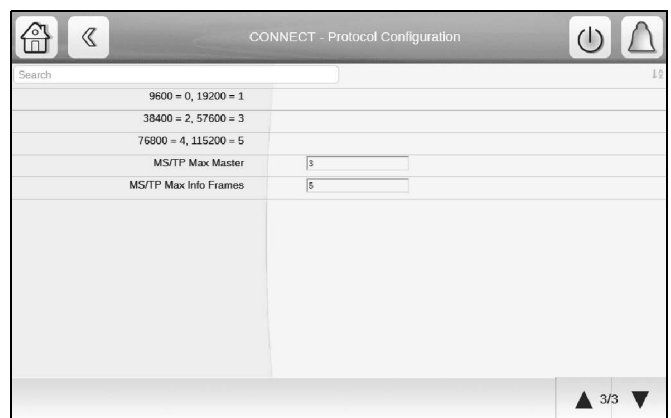 CONNECT - Protocol Configuration
Search
9600 = 0, 19200 = 1
38400 = 2, 57600 = 3
76800 = 4, 115200 = 5
MS/TP Max Master 3
MS/TP Max Info Frames 5
3/3